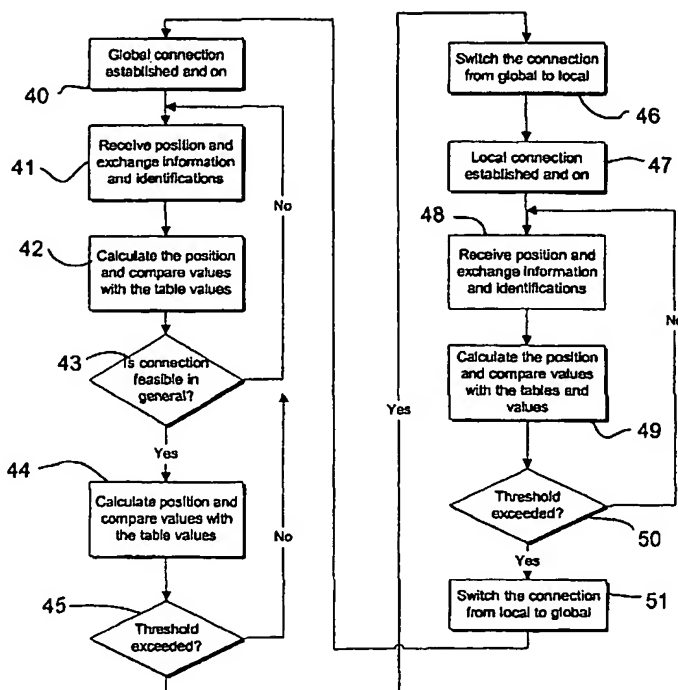 Global connection
established and on
40
Receive position and
exchange information
and identifications
41
No
42
Calculate the position
and compare values
with the table values
43
Is connection
feasible in
general?
Yes
44
Calculate position and
compare values with
the table values
No
45
Threshold
exceeded?
Yes
Switch the connection
from global to local
46
Local connection
established and on
47
48
Receive position and
exchange information
and identifications
No
Calculate the position
and compare values
with the tables and
values
49
Threshold
exceeded?
50
Yes
Switch the connection
from local to global
51